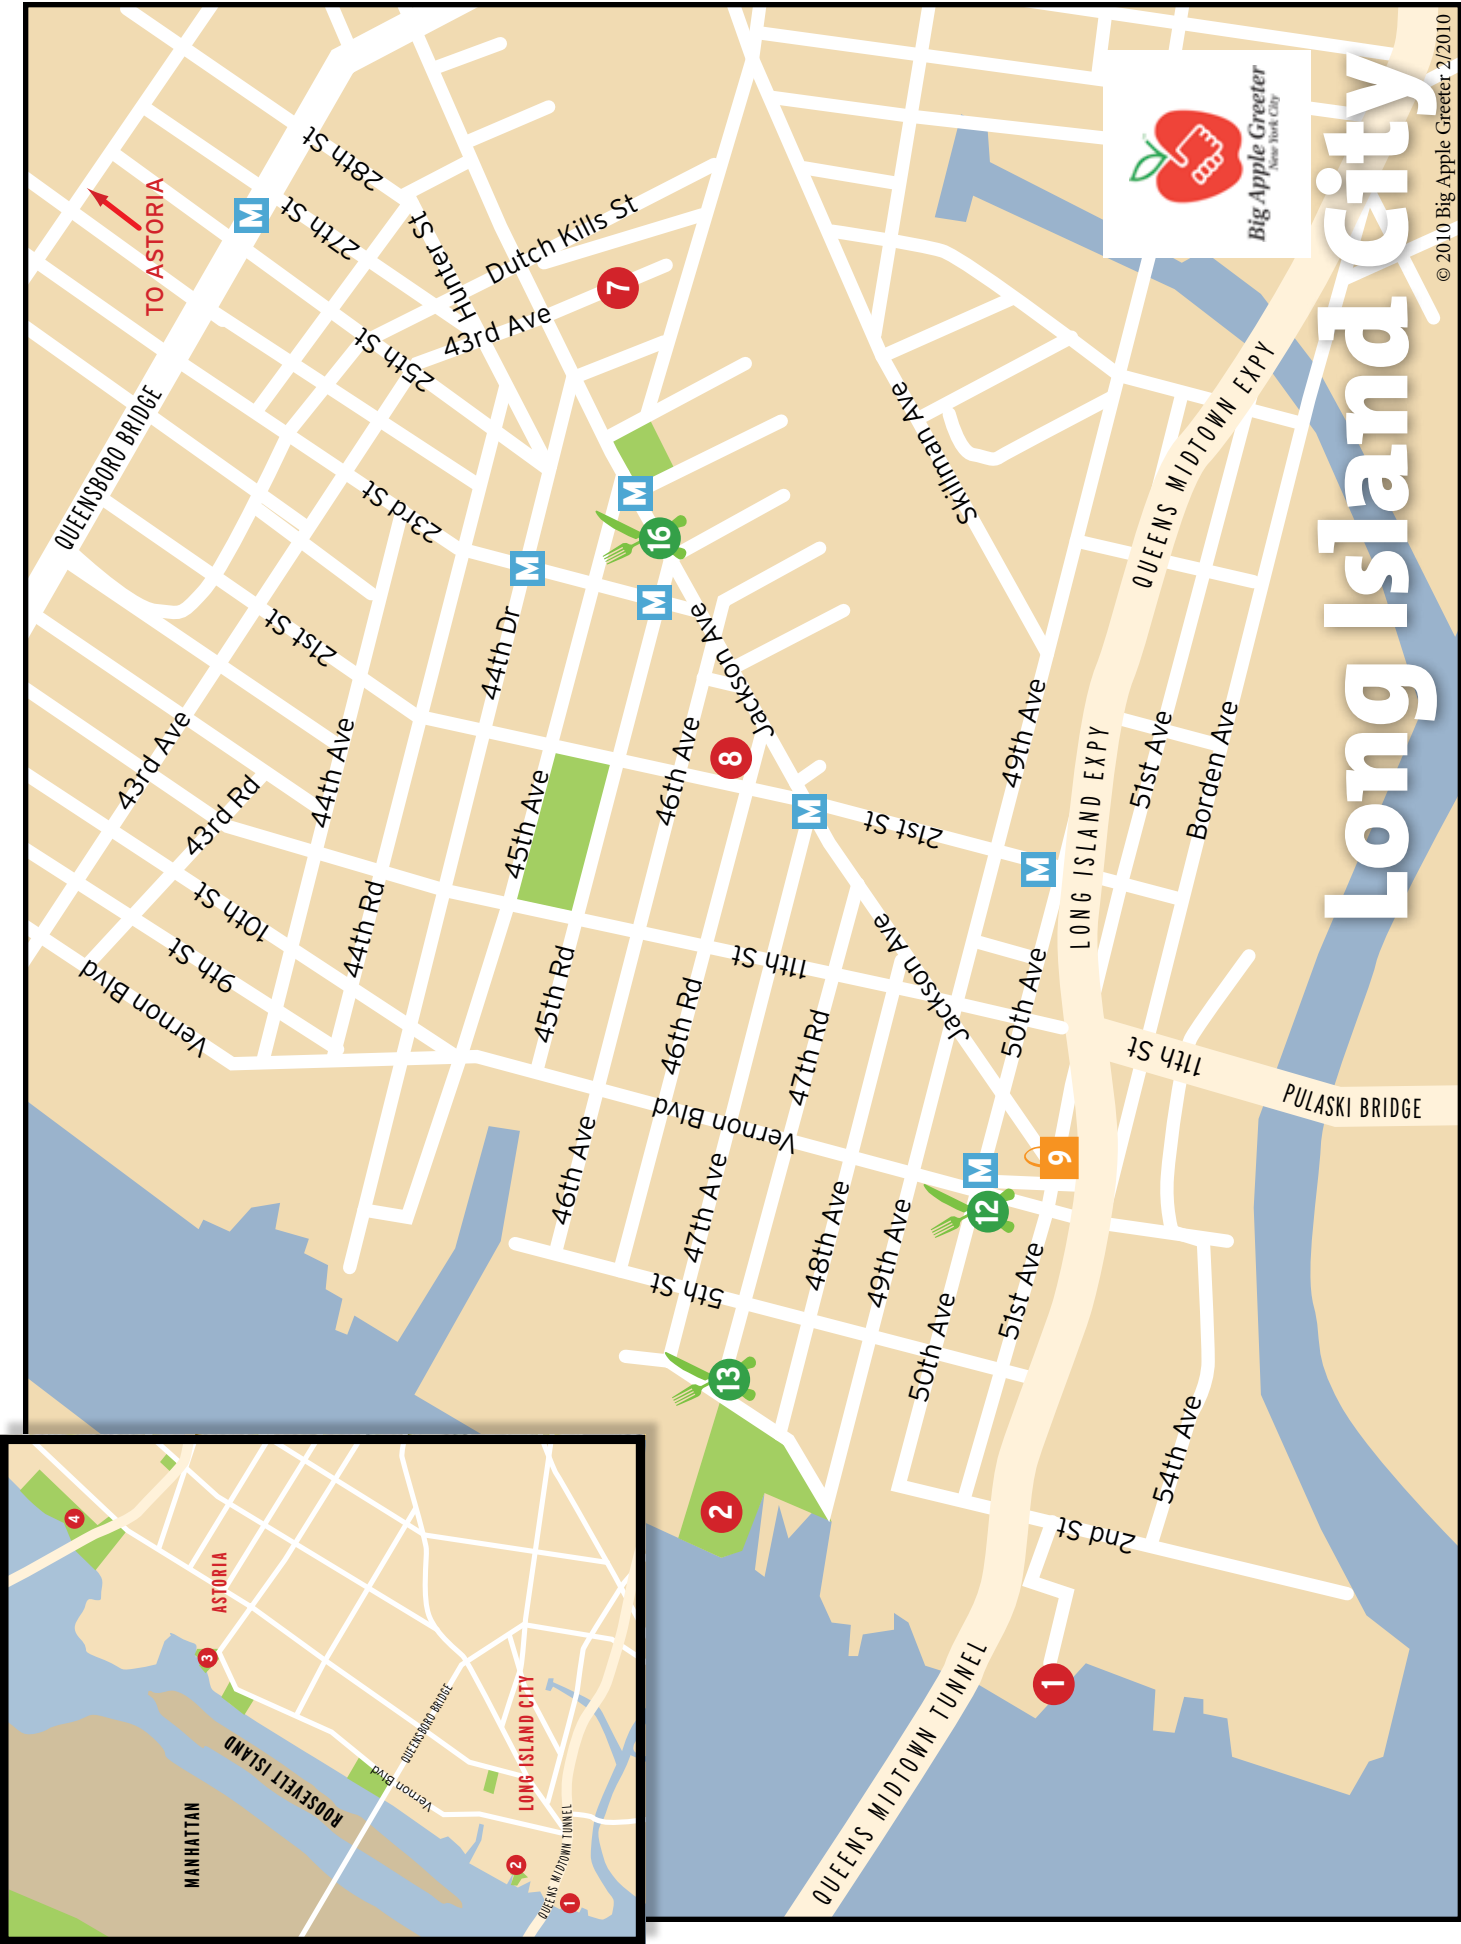 Long Island City
© 2010 Big Apple Greeter 2/2010
Big Apple Greeter
New York City
TO ASTORIA
QUEENSBORO BRIDGE
M
28th St
27th St
Hunter St
Dutch Kills St
43rd Ave
25th St
7
23rd St
M
16
M
M
21st St
44th Dr
Jackson Ave
Skillman Ave
QUEENS MIDTOWN EXPY
43rd Ave
43rd Rd
44th Ave
45th Ave
46th Ave
8
M
21st St
49th Ave
M
LONG ISLAND EXPY
51st Ave
Borden Ave
10th St
9th St
Vernon Blvd
44th Rd
45th Rd
46th Rd
11th St
47th Rd
Jackson Ave
50th Ave
11th St
PULASKI BRIDGE
Vernon Blvd
46th Ave
47th Ave
48th Ave
49th Ave
M
12
9
5th St
50th Ave
51st Ave
54th Ave
13
2
2nd St
1
QUEENS MIDTOWN TUNNEL
4
ASTORIA
3
ROOSEVELT ISLAND
MANHATTAN
QUEENSBORO BRIDGE
Vernon Blvd
LONG ISLAND CITY
2
1
QUEENS MIDTOWN TUNNEL